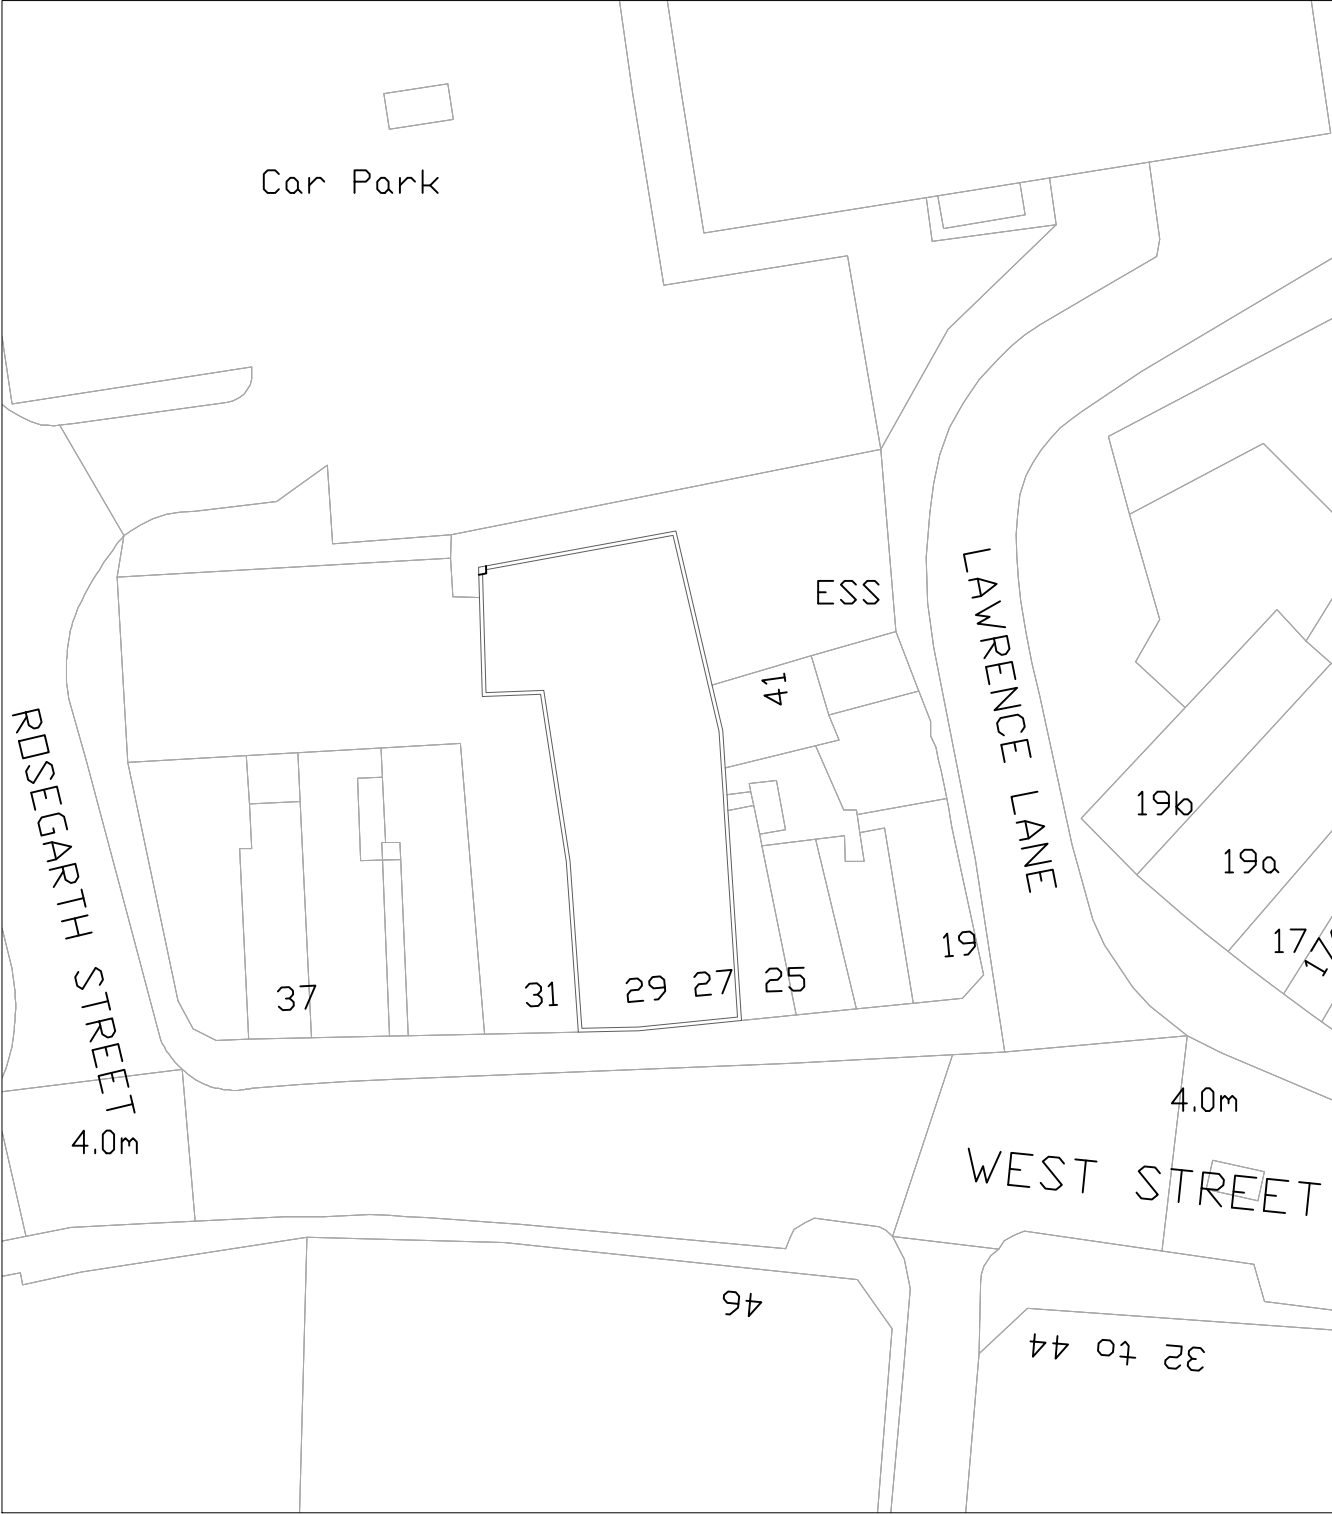 Car Park
ESS
LAWRENCE LANE
41
ROSEGARTH STREET
19b
19a
17
19
37
31
29
27
25
4.0m
4.0m
WEST STREET
46
32 to 44